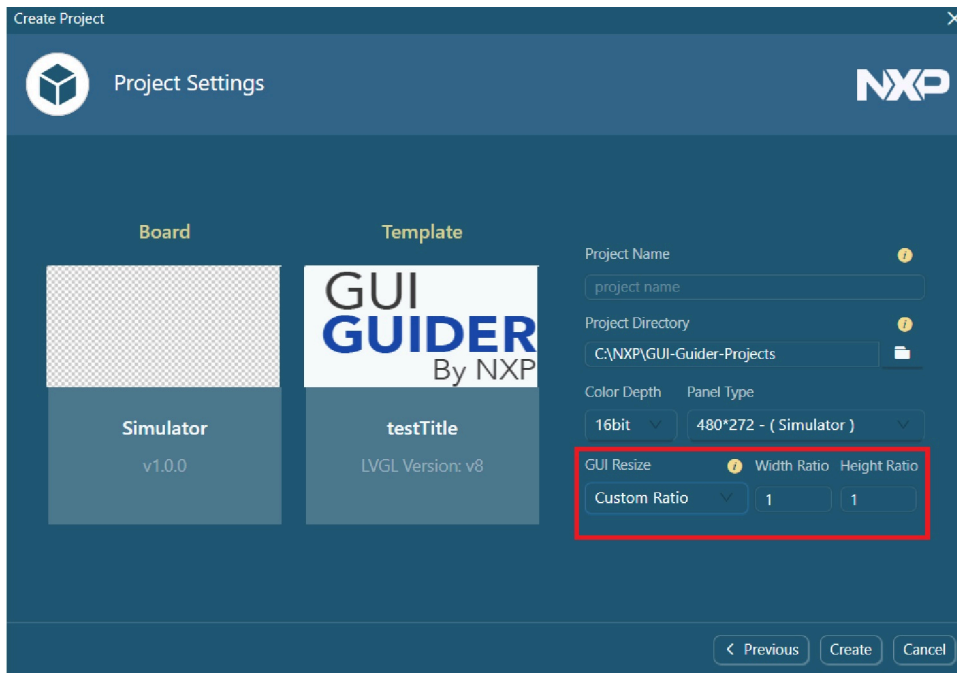 Create Project
Project Settings
NXP
Board
Template
GUI
GUIDER
By NXP
Simulator
v1.0.0
testTitle
LVGL Version: v8
Project Name
project name
Project Directory
C:\NXP\GUI-Guider-Projects
Color Depth Panel Type
16bit 480*272 - ( Simulator )
GUI Resize Width Ratio Height Ratio
Custom Ratio 1 1
< Previous Create Cancel